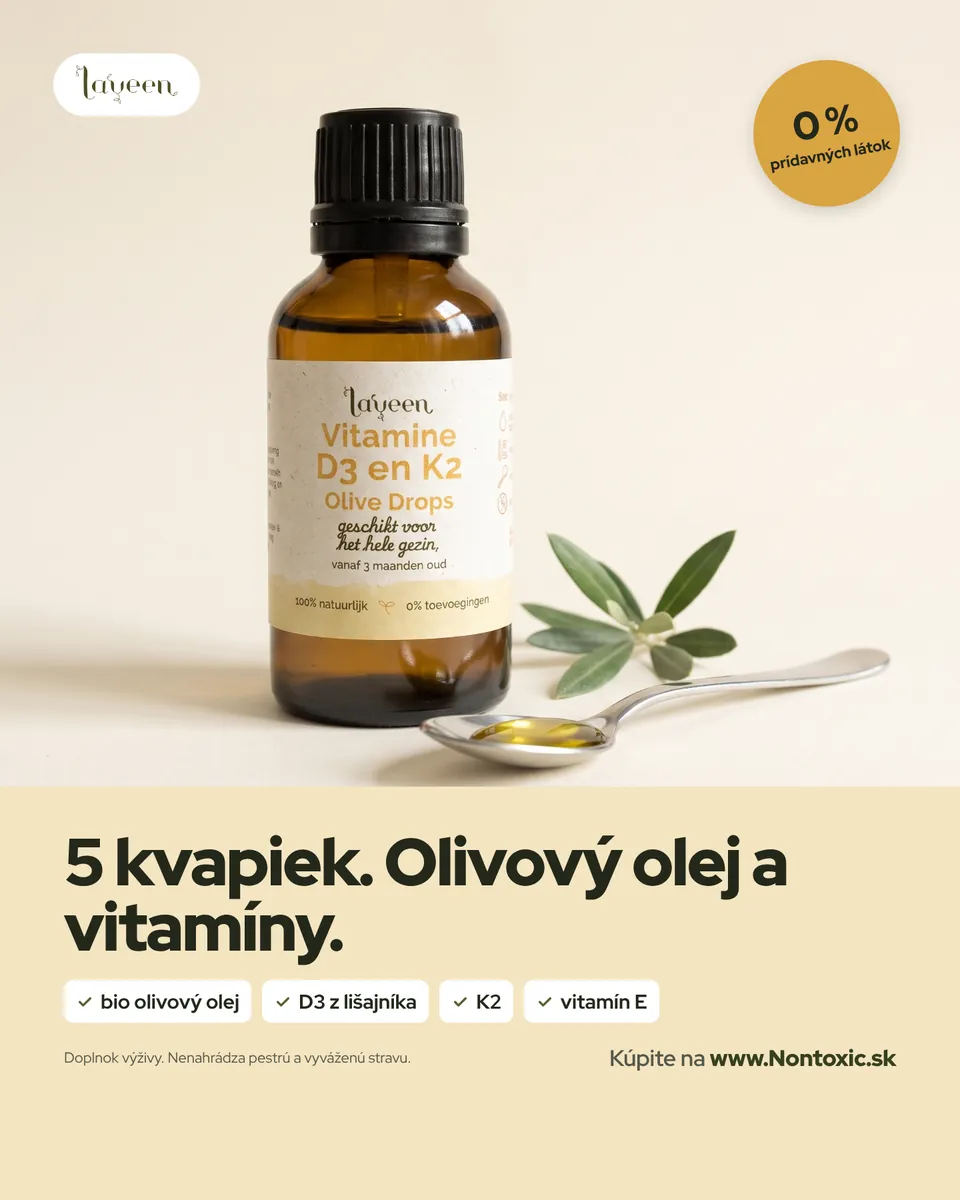 laveen
0 %
prídavných látok
laveen
Vitamine
D3 en K2
Olive Drops
geschikt voor
het hele gezin,
vanaf 3 maanden oud
100% natuurlijk 0% toevoegingen
5 kvapiek. Olivový olej a
vitamíny.
bio olivový olej D3 z lišajníka K2 vitamín E
Doplnok výživy. Nenahrádza pestrú a vyváženú stravu.
Kúpite na www.Nontoxic.sk